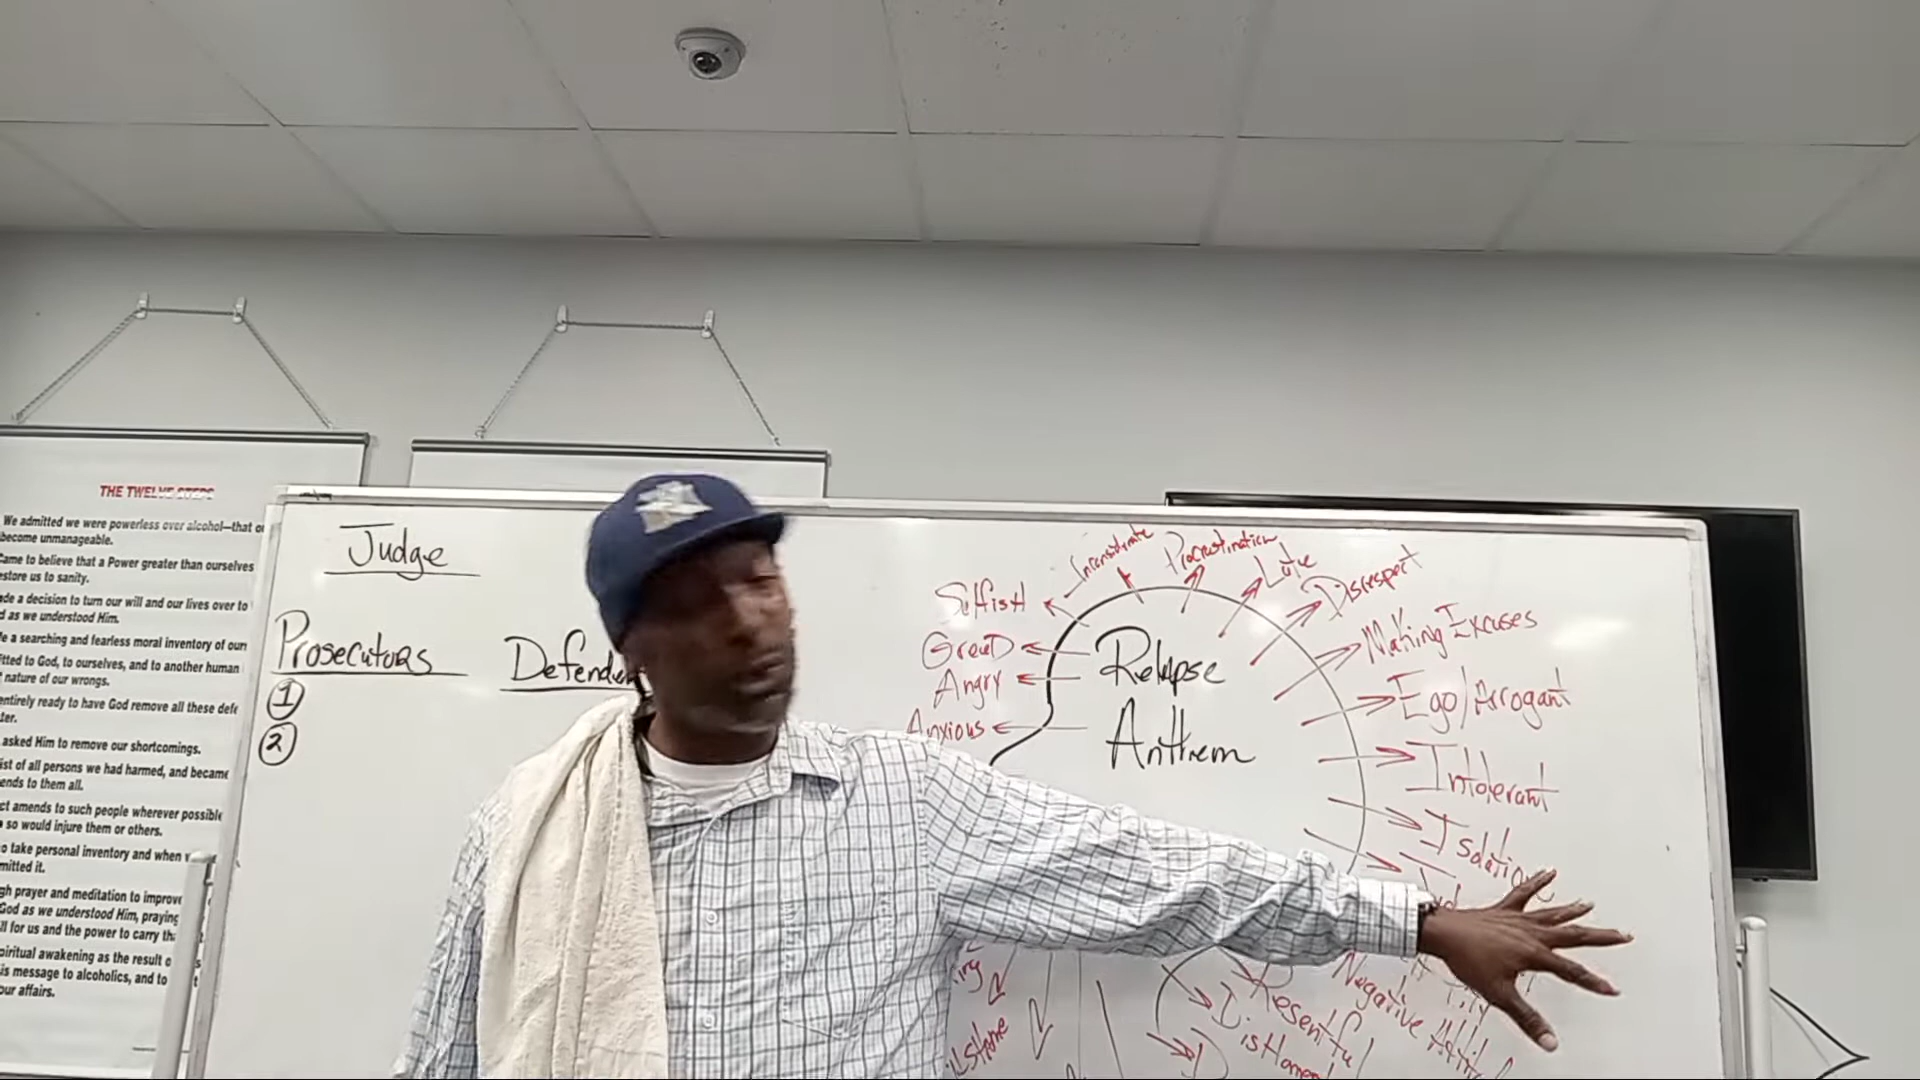 THE TWELVE STEPS
We admitted we were powerless over alcohol—that
become unmanageable.
Came to believe that a Power greater than ourselves
store us to sanity.
de a decision to turn our will and our lives over to
d as we understood Him.
e a searching and fearless moral inventory of our
itted to God, to ourselves, and to another human
nature of our wrongs.
entirely ready to have God remove all these defe
ter.
asked Him to remove our shortcomings.
ist of all persons we had harmed, and became
ends to them all.
ct amends to such people wherever possible
so would injure them or others.
to take personal inventory and when
mitted it.
gh prayer and meditation to improve
God as we understood Him, praying
ll for us and the power to carry th
piritual awakening as the result o
is message to alcoholics, and to
our affairs.
Judge
Prosecutors
Defenden
1
2
Relapse
Anthem
Anxious
Angry
Greed
Selfish
Inconsiderate
Procrastination
Late
Disrespect
Making Excuses
Ego/Arrogant
Intolerant
Isolation
Negative
Resentful